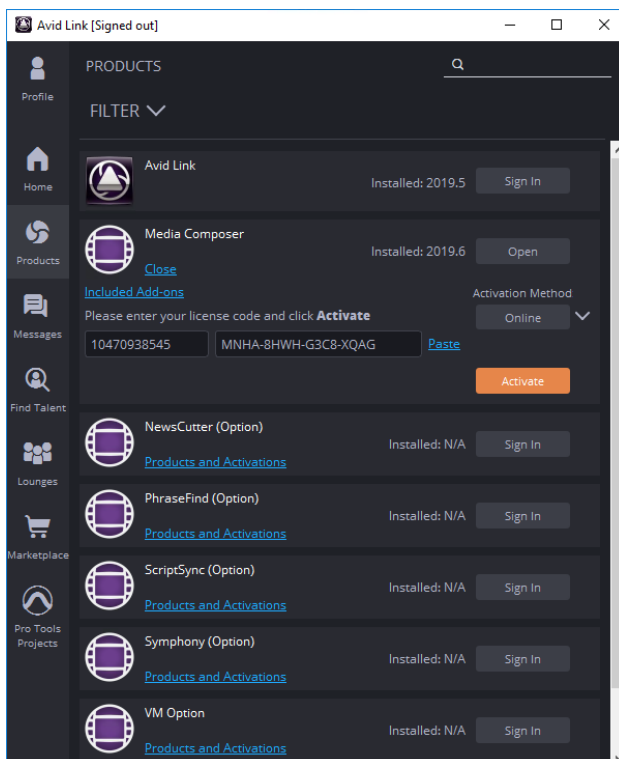 Avid Link [Signed out]
Profile
Home
Products
Messages
Find Talent
Lounges
Marketplace
Pro Tools
Projects
PRODUCTS
FILTER
Avid Link
Installed: 2019.5
Sign In
Media Composer
Installed: 2019.6
Open
Close
Included Add-ons
Activation Method
Please enter your license code and click Activate
Online
10470938545
MNHA-8HWH-G3C8-XQAG
Paste
Activate
NewsCutter (Option)
Installed: N/A
Sign In
Products and Activations
PhraseFind (Option)
Installed: N/A
Sign In
Products and Activations
ScriptSync (Option)
Installed: N/A
Sign In
Products and Activations
Symphony (Option)
Installed: N/A
Sign In
Products and Activations
VM Option
Installed: N/A
Sign In
Products and Activations